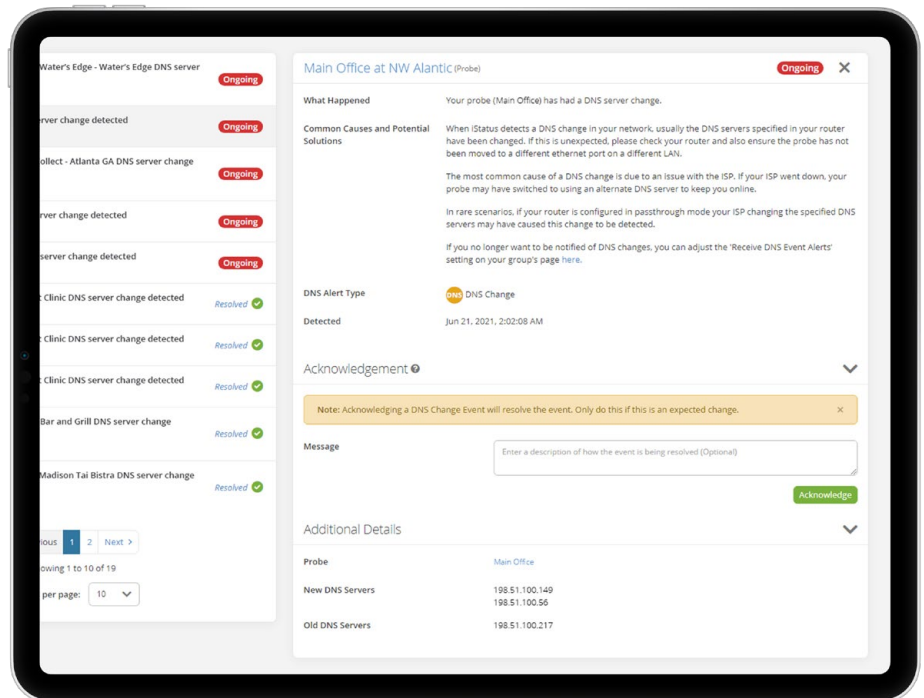 Water's Edge - Water's Edge DNS server
Ongoing
rver change detected
Ongoing
ollect - Atlanta GA DNS server change
Ongoing
rver change detected
Ongoing
server change detected
Ongoing
t Clinic DNS server change detected
Resolved
t Clinic DNS server change detected
Resolved
t Clinic DNS server change detected
Resolved
Bar and Grill DNS server change
Resolved
Madison Tai Bistra DNS server change
Resolved
ious 1 2 Next >
owing 1 to 10 of 19
per page: 10
Main Office at NW Alantic (Probe)
Ongoing
What Happened
Your probe (Main Office) has had a DNS server change.
Common Causes and Potential
Solutions
When iStatus detects a DNS change in your network, usually the DNS servers specified in your router
have been changed. If this is unexpected, please check your router and also ensure the probe has not
been moved to a different ethernet port on a different LAN.
The most common cause of a DNS change is due to an issue with the ISP. If your ISP went down, your
probe may have switched to using an alternate DNS server to keep you online.
In rare scenarios, if your router is configured in passthrough mode your ISP changing the specified DNS
servers may have caused this change to be detected.
If you no longer want to be notified of DNS changes, you can adjust the 'Receive DNS Event Alerts'
setting on your group's page here.
DNS Alert Type
DNS DNS Change
Detected
Jun 21, 2021, 2:02:08 AM
Acknowledgement
Note: Acknowledging a DNS Change Event will resolve the event. Only do this if this is an expected change.
Message
Enter a description of how the event is being resolved (Optional)
Acknowledge
Additional Details
Probe
Main Office
New DNS Servers
198.51.100.149
198.51.100.56
Old DNS Servers
198.51.100.217